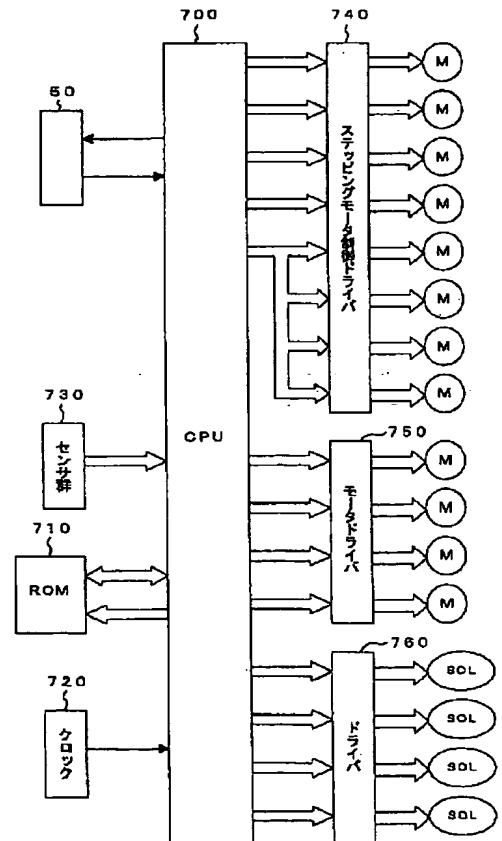 700
740
50
M
M
M
M
M
M
M
M
ステッピングモータ制御ドライバ
730
センサ群
CPU
750
モータドライバ
M
M
M
M
710
ROM
760
ドライバ
SOL
SOL
SOL
SOL
720
クロック